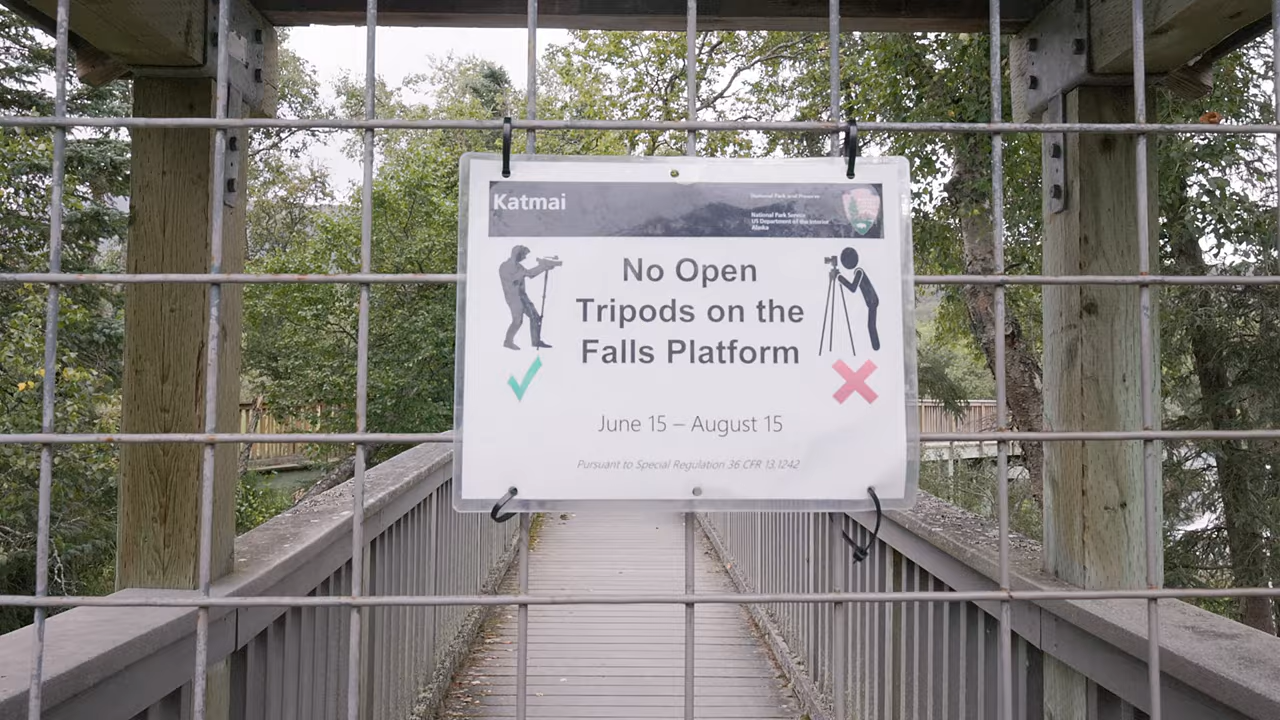 Katmai
National Park and Preserve
National Park Service
US Department of the Interior
Alaska
No Open
Tripods on the
Falls Platform
June 15 – August 15
Pursuant to Special Regulation 36 CFR 13.1242